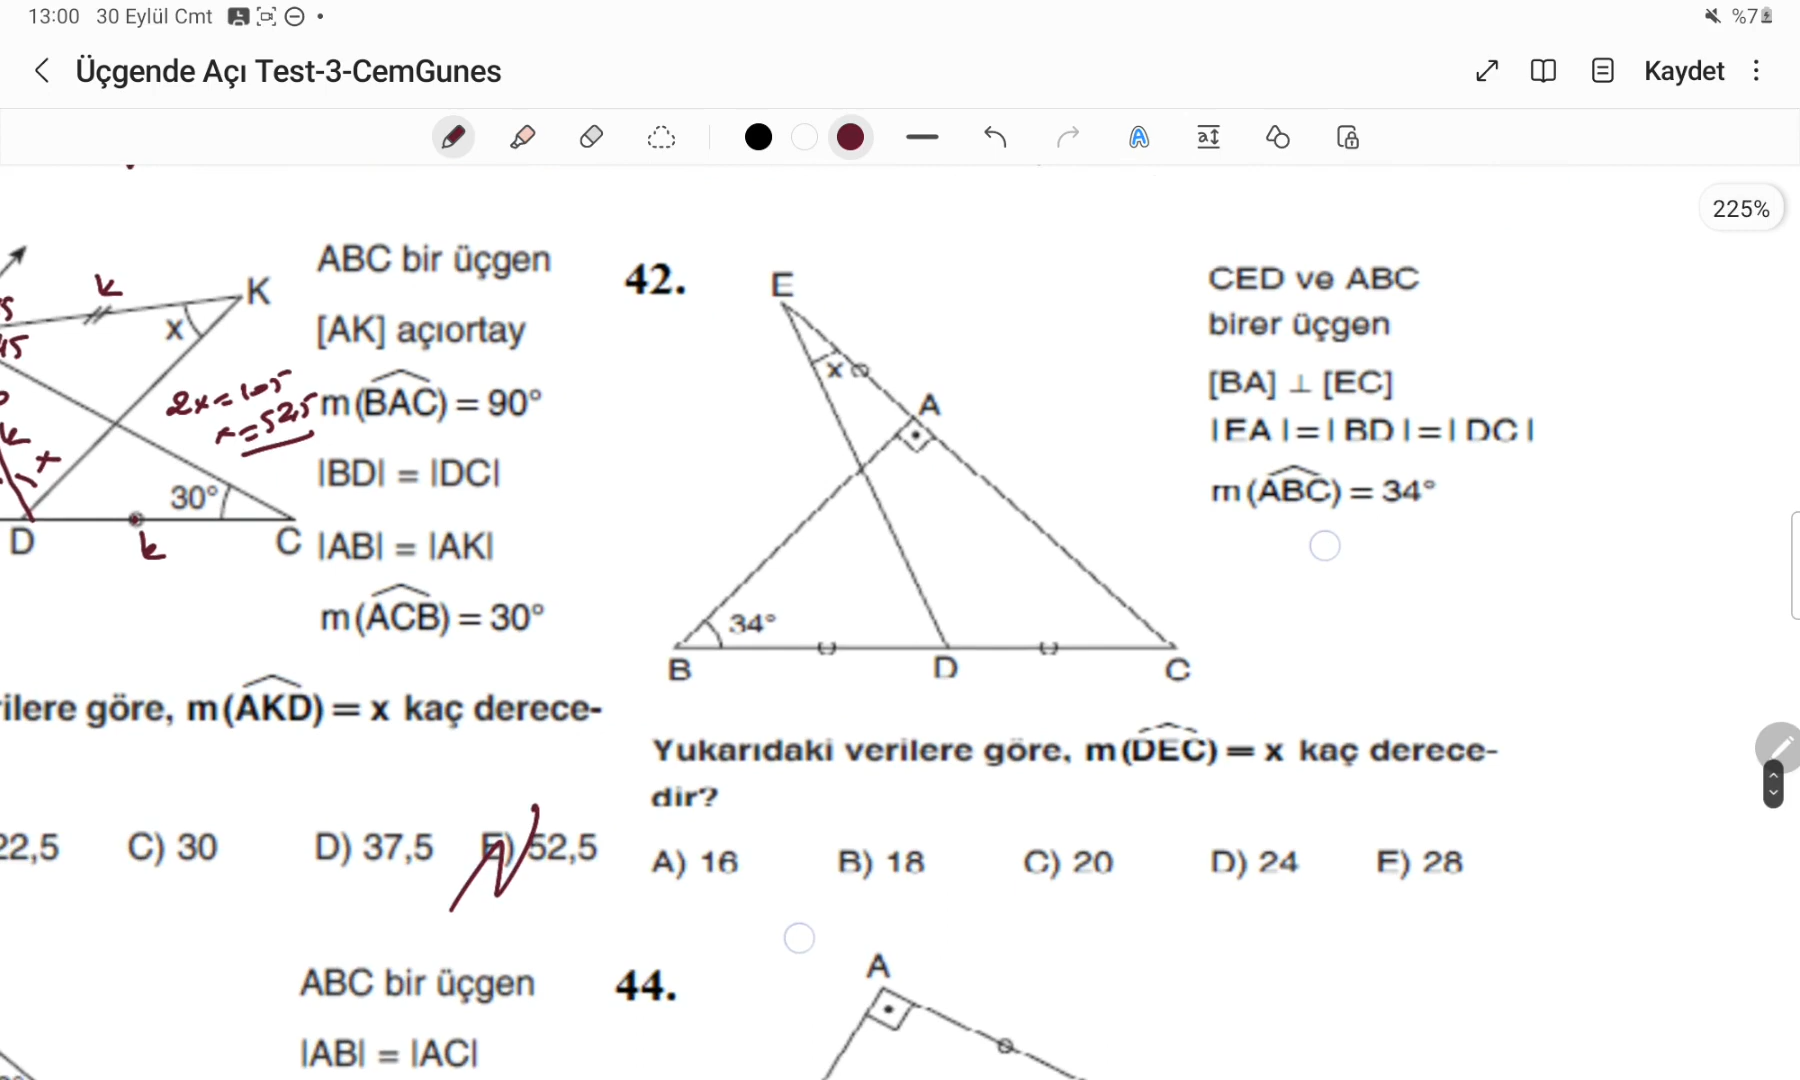 13:00 30 Eylül Cmt
%7
Üçgende Açı Test-3-CemGunes
Kaydet
225%
K
k
x
45
2x=105
x=52,5
k
x
30°
D
k
C
ABC bir üçgen
[AK] açıortay
m(BAC) = 90°
|BD| = |DC|
|AB| = |AK|
m(ACB) = 30°
ilere göre, m(AKD) = x kaç derece-
22,5 C) 30 D) 37,5 E) 52,5
42.
E
x
A
34°
B
D
C
CED ve ABC
birer üçgen
[BA] ⊥ [EC]
|EA|=|BD|=|DC|
m(ABC) = 34°
Yukarıdaki verilere göre, m(DEC) = x kaç derece-
dir?
A) 16 B) 18 C) 20 D) 24 E) 28
ABC bir üçgen
|AB| = |AC|
44.
A